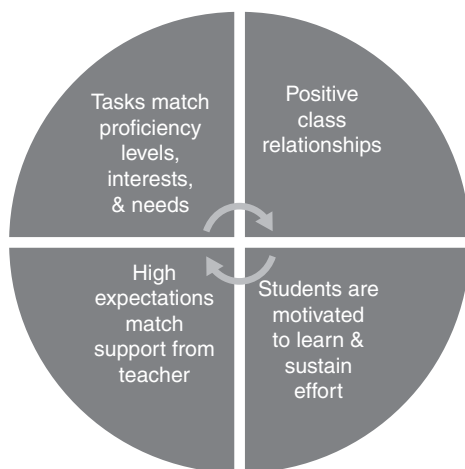 Tasks match
proficiency
levels,
interests,
& needs
Positive
class
relationships
High
expectations
match
support from
teacher
Students are
motivated
to learn &
sustain
effort